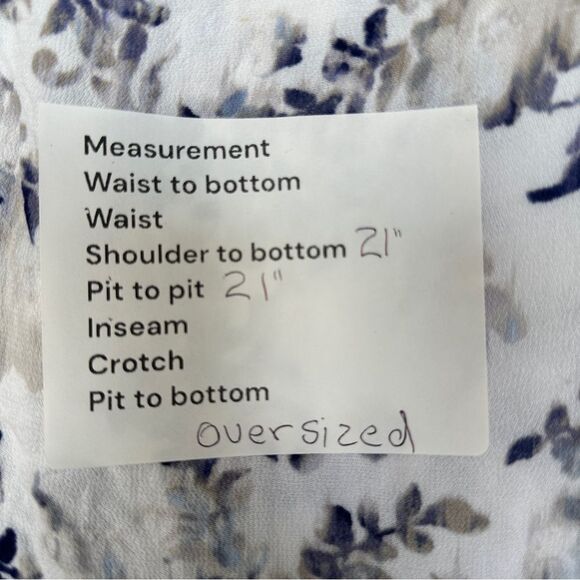 Measurement
Waist to bottom
Waist
Shoulder to bottom 21"
Pit to pit 21"
Inseam
Crotch
Pit to bottom
oversized